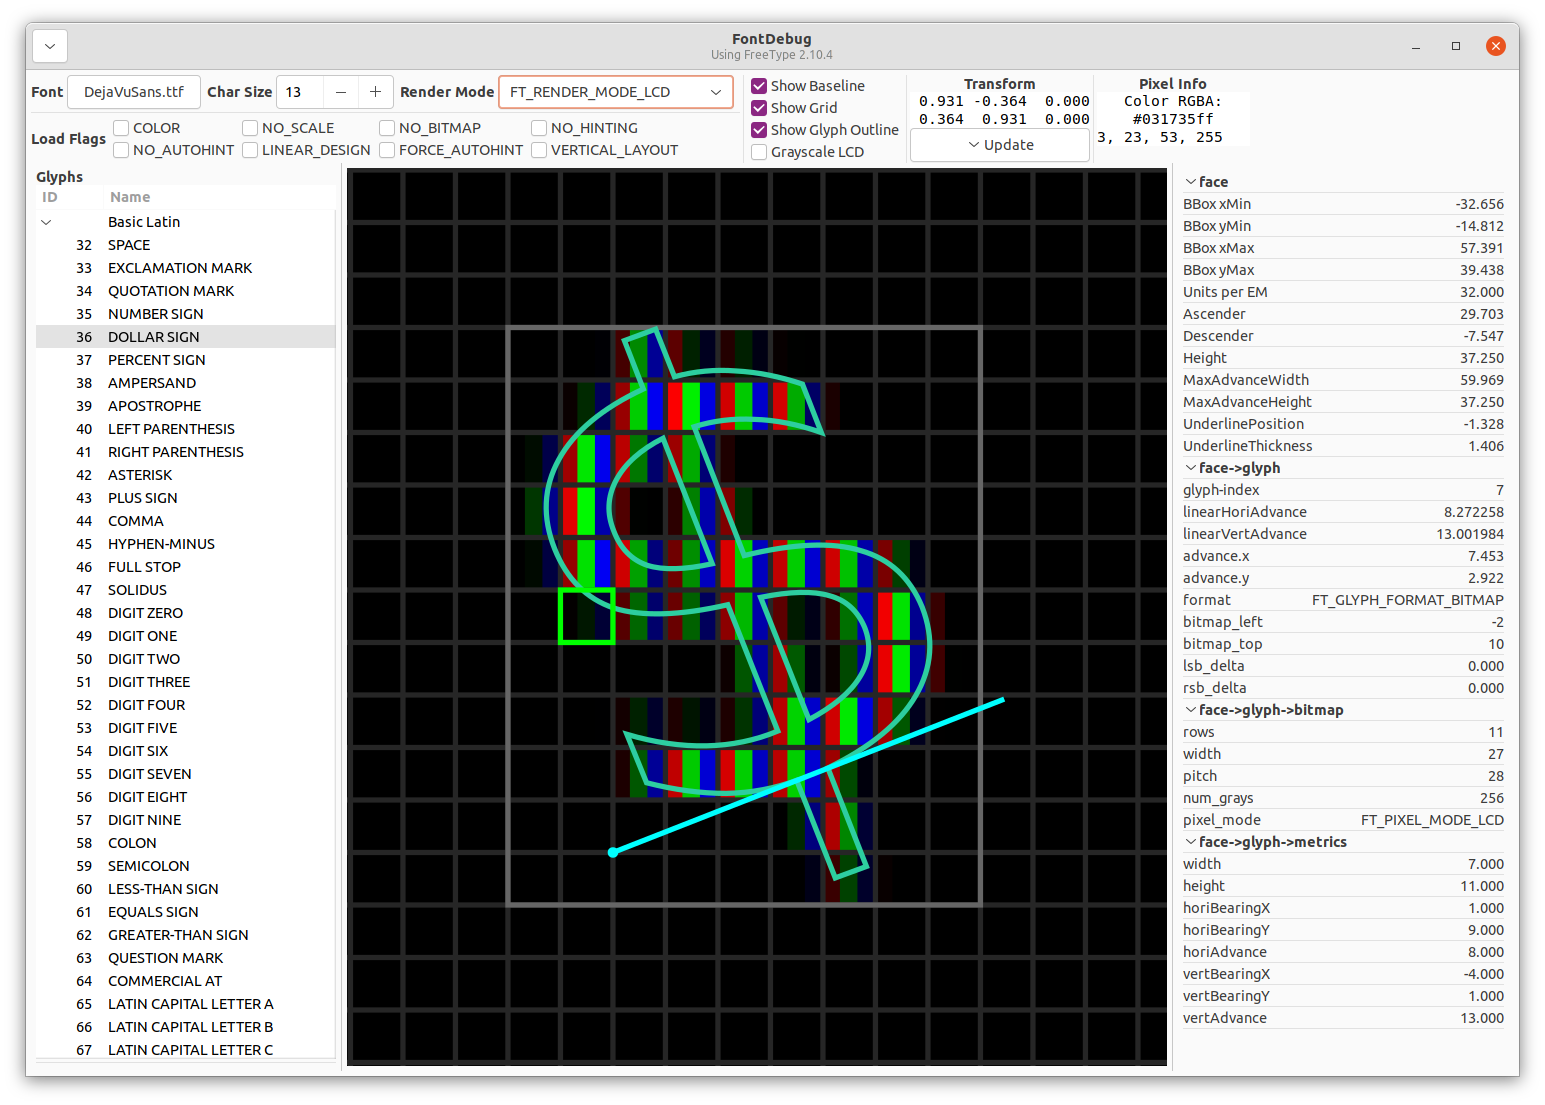 FontDebug
Using FreeType 2.10.4
Font DejaVuSans.ttf Char Size 13 Render Mode FT_RENDER_MODE_LCD
Load Flags
COLOR NO_SCALE NO_BITMAP NO_HINTING
NO_AUTOHINT LINEAR_DESIGN FORCE_AUTOHINT VERTICAL_LAYOUT
Show Baseline
Show Grid
Show Glyph Outline
Grayscale LCD
Transform
0.931 -0.364 0.000
0.364 0.931 0.000
Update
Pixel Info
Color RGBA:
#031735ff
3, 23, 53, 255
Glyphs
ID Name
Basic Latin
32 SPACE
33 EXCLAMATION MARK
34 QUOTATION MARK
35 NUMBER SIGN
36 DOLLAR SIGN
37 PERCENT SIGN
38 AMPERSAND
39 APOSTROPHE
40 LEFT PARENTHESIS
41 RIGHT PARENTHESIS
42 ASTERISK
43 PLUS SIGN
44 COMMA
45 HYPHEN-MINUS
46 FULL STOP
47 SOLIDUS
48 DIGIT ZERO
49 DIGIT ONE
50 DIGIT TWO
51 DIGIT THREE
52 DIGIT FOUR
53 DIGIT FIVE
54 DIGIT SIX
55 DIGIT SEVEN
56 DIGIT EIGHT
57 DIGIT NINE
58 COLON
59 SEMICOLON
60 LESS-THAN SIGN
61 EQUALS SIGN
62 GREATER-THAN SIGN
63 QUESTION MARK
64 COMMERCIAL AT
65 LATIN CAPITAL LETTER A
66 LATIN CAPITAL LETTER B
67 LATIN CAPITAL LETTER C
$
face
BBox xMin -32.656
BBox yMin -14.812
BBox xMax 57.391
BBox yMax 39.438
Units per EM 32.000
Ascender 29.703
Descender -7.547
Height 37.250
MaxAdvanceWidth 59.969
MaxAdvanceHeight 37.250
UnderlinePosition -1.328
UnderlineThickness 1.406
face->glyph
glyph-index 7
linearHoriAdvance 8.272258
linearVertAdvance 13.001984
advance.x 7.453
advance.y 2.922
format FT_GLYPH_FORMAT_BITMAP
bitmap_left -2
bitmap_top 10
lsb_delta 0.000
rsb_delta 0.000
face->glyph->bitmap
rows 11
width 27
pitch 28
num_grays 256
pixel_mode FT_PIXEL_MODE_LCD
face->glyph->metrics
width 7.000
height 11.000
horiBearingX 1.000
horiBearingY 9.000
horiAdvance 8.000
vertBearingX -4.000
vertBearingY 1.000
vertAdvance 13.000